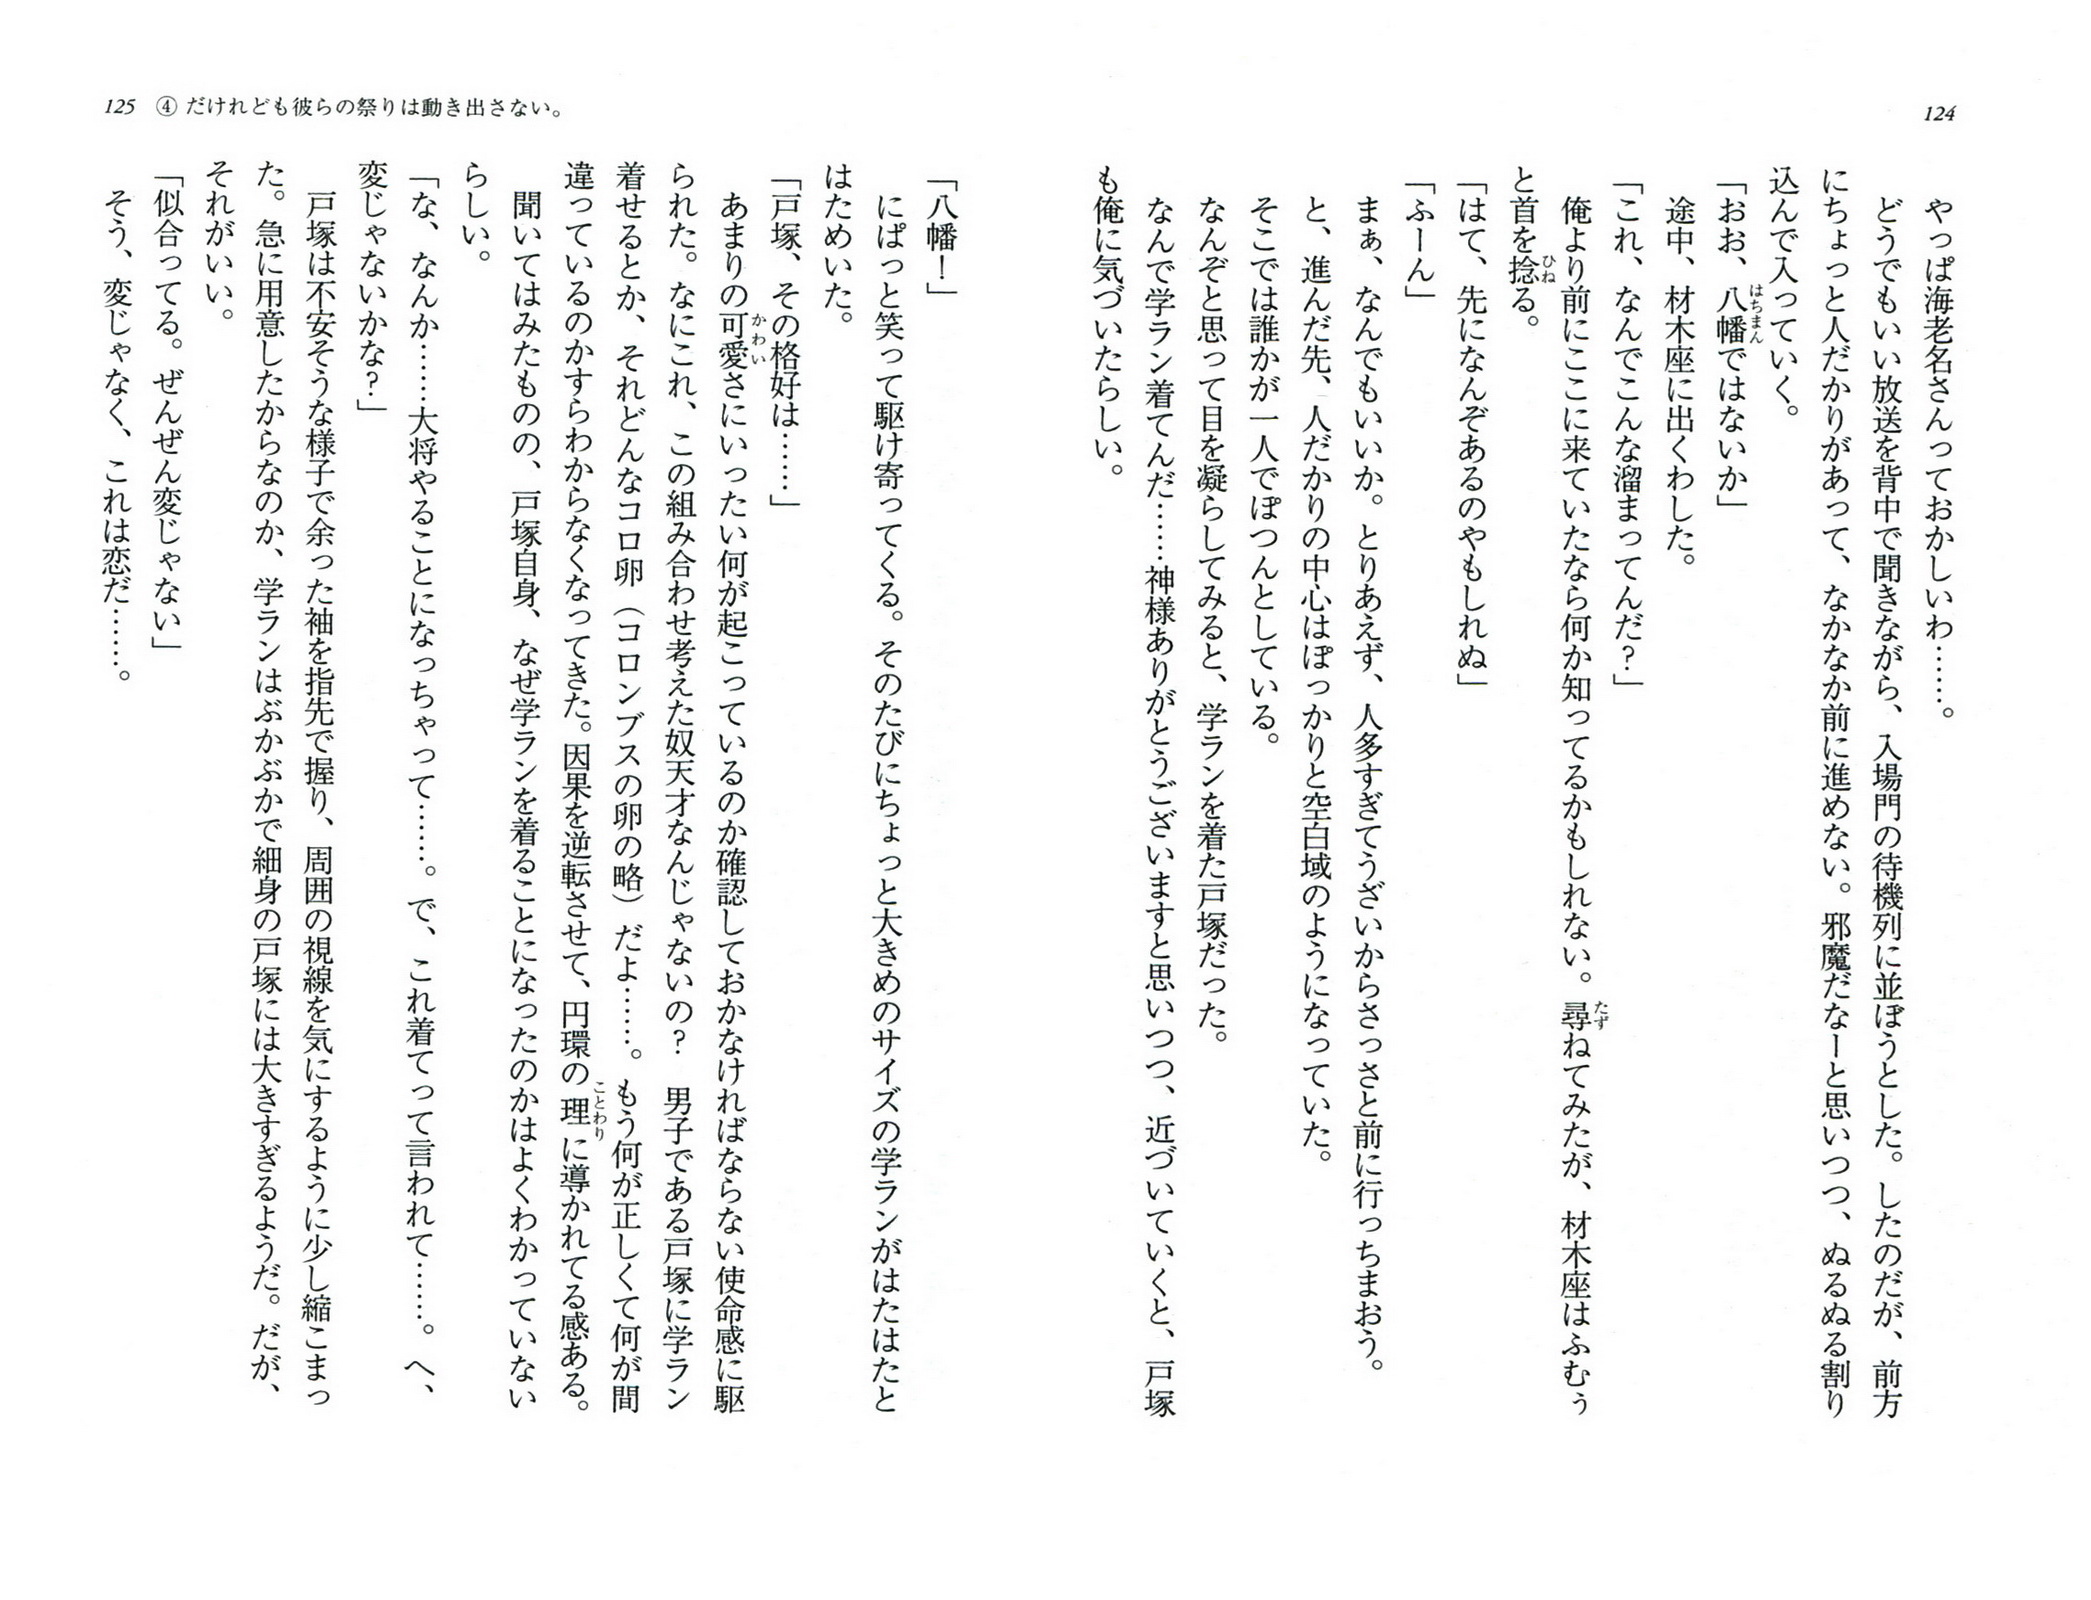 124
やっぱ海老名さんっておかしいわ……。
どうでもいい放送を背中で聞きながら、入場門の待機列に並ぼうとした。したのだが、前方
にちょっと人だかりがあって、なかなか前に進めない。邪魔だなーと思いつつ、ぬるぬる割り
込んで入っていく。
「おお、八幡ではないか」
はちまん
途中、材木座に出くわした。
「これ、なんでこんな溜まってんだ？」
俺より前にここに来ていたなら何か知ってるかもしれない。尋ねてみたが、材木座はふむぅ
たず
と首を捻る。
ひね
「はて、先になんぞあるのやもしれぬ」
「ふーん」
まぁ、なんでもいいか。とりあえず、人多すぎてうざいからさっさと前に行っちまおう。
と、進んだ先、人だかりの中心はぽっかりと空白域のようになっていた。
そこでは誰かが一人でぽつんとしている。
なんぞと思って目を凝らしてみると、学ランを着た戸塚だった。
なんで学ラン着てんだ……神様ありがとうございますと思いつつ、近づいていくと、戸塚
も俺に気づいたらしい。
125 ④ だけれども彼らの祭りは動き出さない。
「八幡！」
にぱっと笑って駆け寄ってくる。そのたびにちょっと大きめのサイズの学ランがはたはたと
はためいた。
「戸塚、その格好は……」
あまりの可愛さにいったい何が起こっているのか確認しておかなければならない使命感に駆
かわい
られた。なにこれ、この組み合わせ考えた奴天才なんじゃないの？　男子である戸塚に学ラン
着せるとか、それどんなコロ卵（コロンブスの卵の略）だよ……。もう何が正しくて何が間
違っているのかすらわからなくなってきた。因果を逆転させて、円環の理に導かれてる感ある。
ことわり
聞いてはみたものの、戸塚自身、なぜ学ランを着ることになったのかはよくわかっていない
らしい。
「な、なんか……大将やることになっちゃって……。で、これ着てって言われて……。へ、
変じゃないかな？」
戸塚は不安そうな様子で余った袖を指先で握り、周囲の視線を気にするように少し縮こまっ
た。急に用意したからなのか、学ランはぶかぶかで細身の戸塚には大きすぎるようだ。だが、
それがいい。
「似合ってる。ぜんぜん変じゃない」
そう、変じゃなく、これは恋だ……。